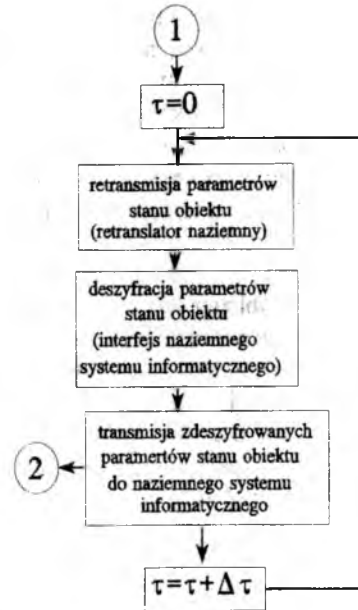 1
τ=0
retransmisja parametrów
stanu obiektu
(retranslator naziemny)
deszyfracja parametrów
stanu obiektu
(interfejs naziemnego
systemu informatycznego)
transmisja zdeszyfrowanych
paramertów stanu obiektu
do naziemnego systemu
informatycznego
2
τ=τ+Δτ